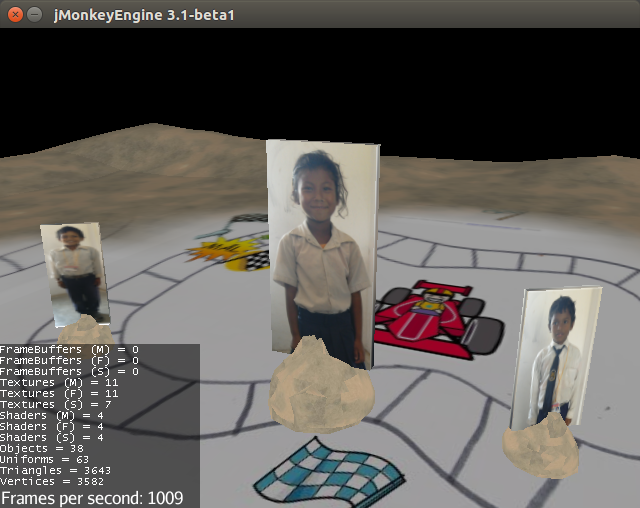 jMonkeyEngine 3.1-beta1
FrameBuffers (M) = 0
FrameBuffers (F) = 0
FrameBuffers (S) = 0
Textures (M) = 11
Textures (F) = 11
Textures (S) = 7
Shaders (M) = 4
Shaders (F) = 4
Shaders (S) = 4
Objects = 38
Uniforms = 63
Triangles = 3643
Vertices = 3582
Frames per second: 1009